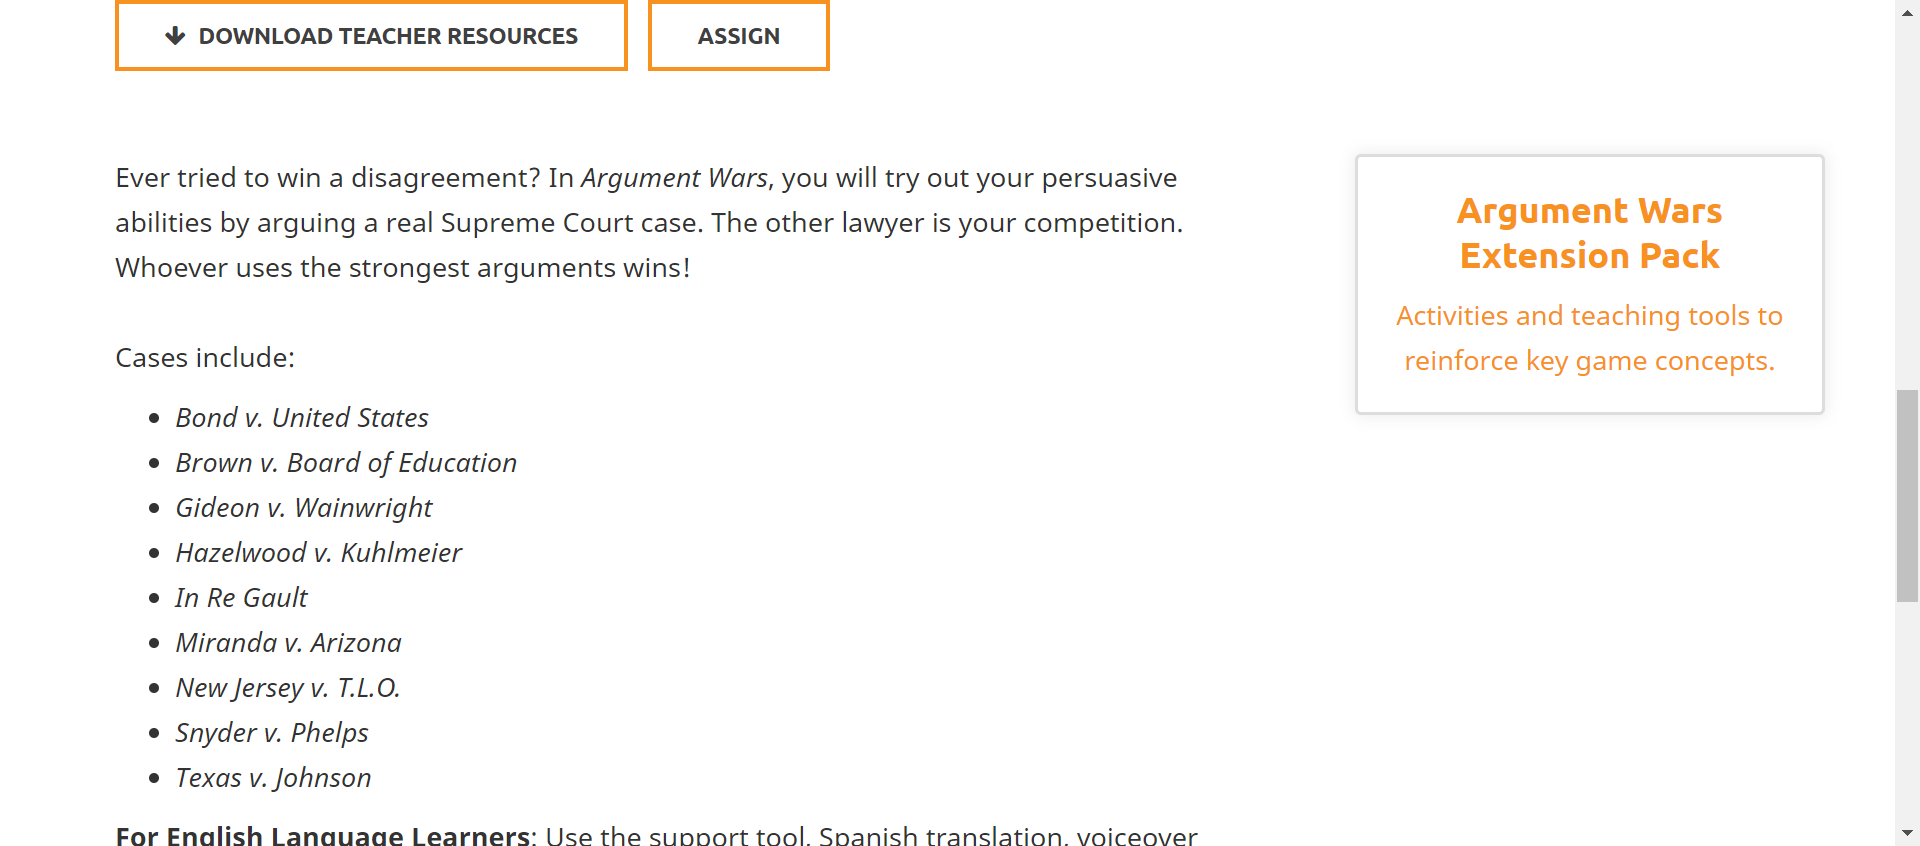 DOWNLOAD TEACHER RESOURCES
ASSIGN
Ever tried to win a disagreement? In Argument Wars, you will try out your persuasive
abilities by arguing a real Supreme Court case. The other lawyer is your competition.
Whoever uses the strongest arguments wins!
Cases include:
Bond v. United States
Brown v. Board of Education
Gideon v. Wainwright
Hazelwood v. Kuhlmeier
In Re Gault
Miranda v. Arizona
New Jersey v. T.L.O.
Snyder v. Phelps
Texas v. Johnson
For English Language Learners: Use the support tool, Spanish translation, voiceover
Argument Wars
Extension Pack
Activities and teaching tools to
reinforce key game concepts.